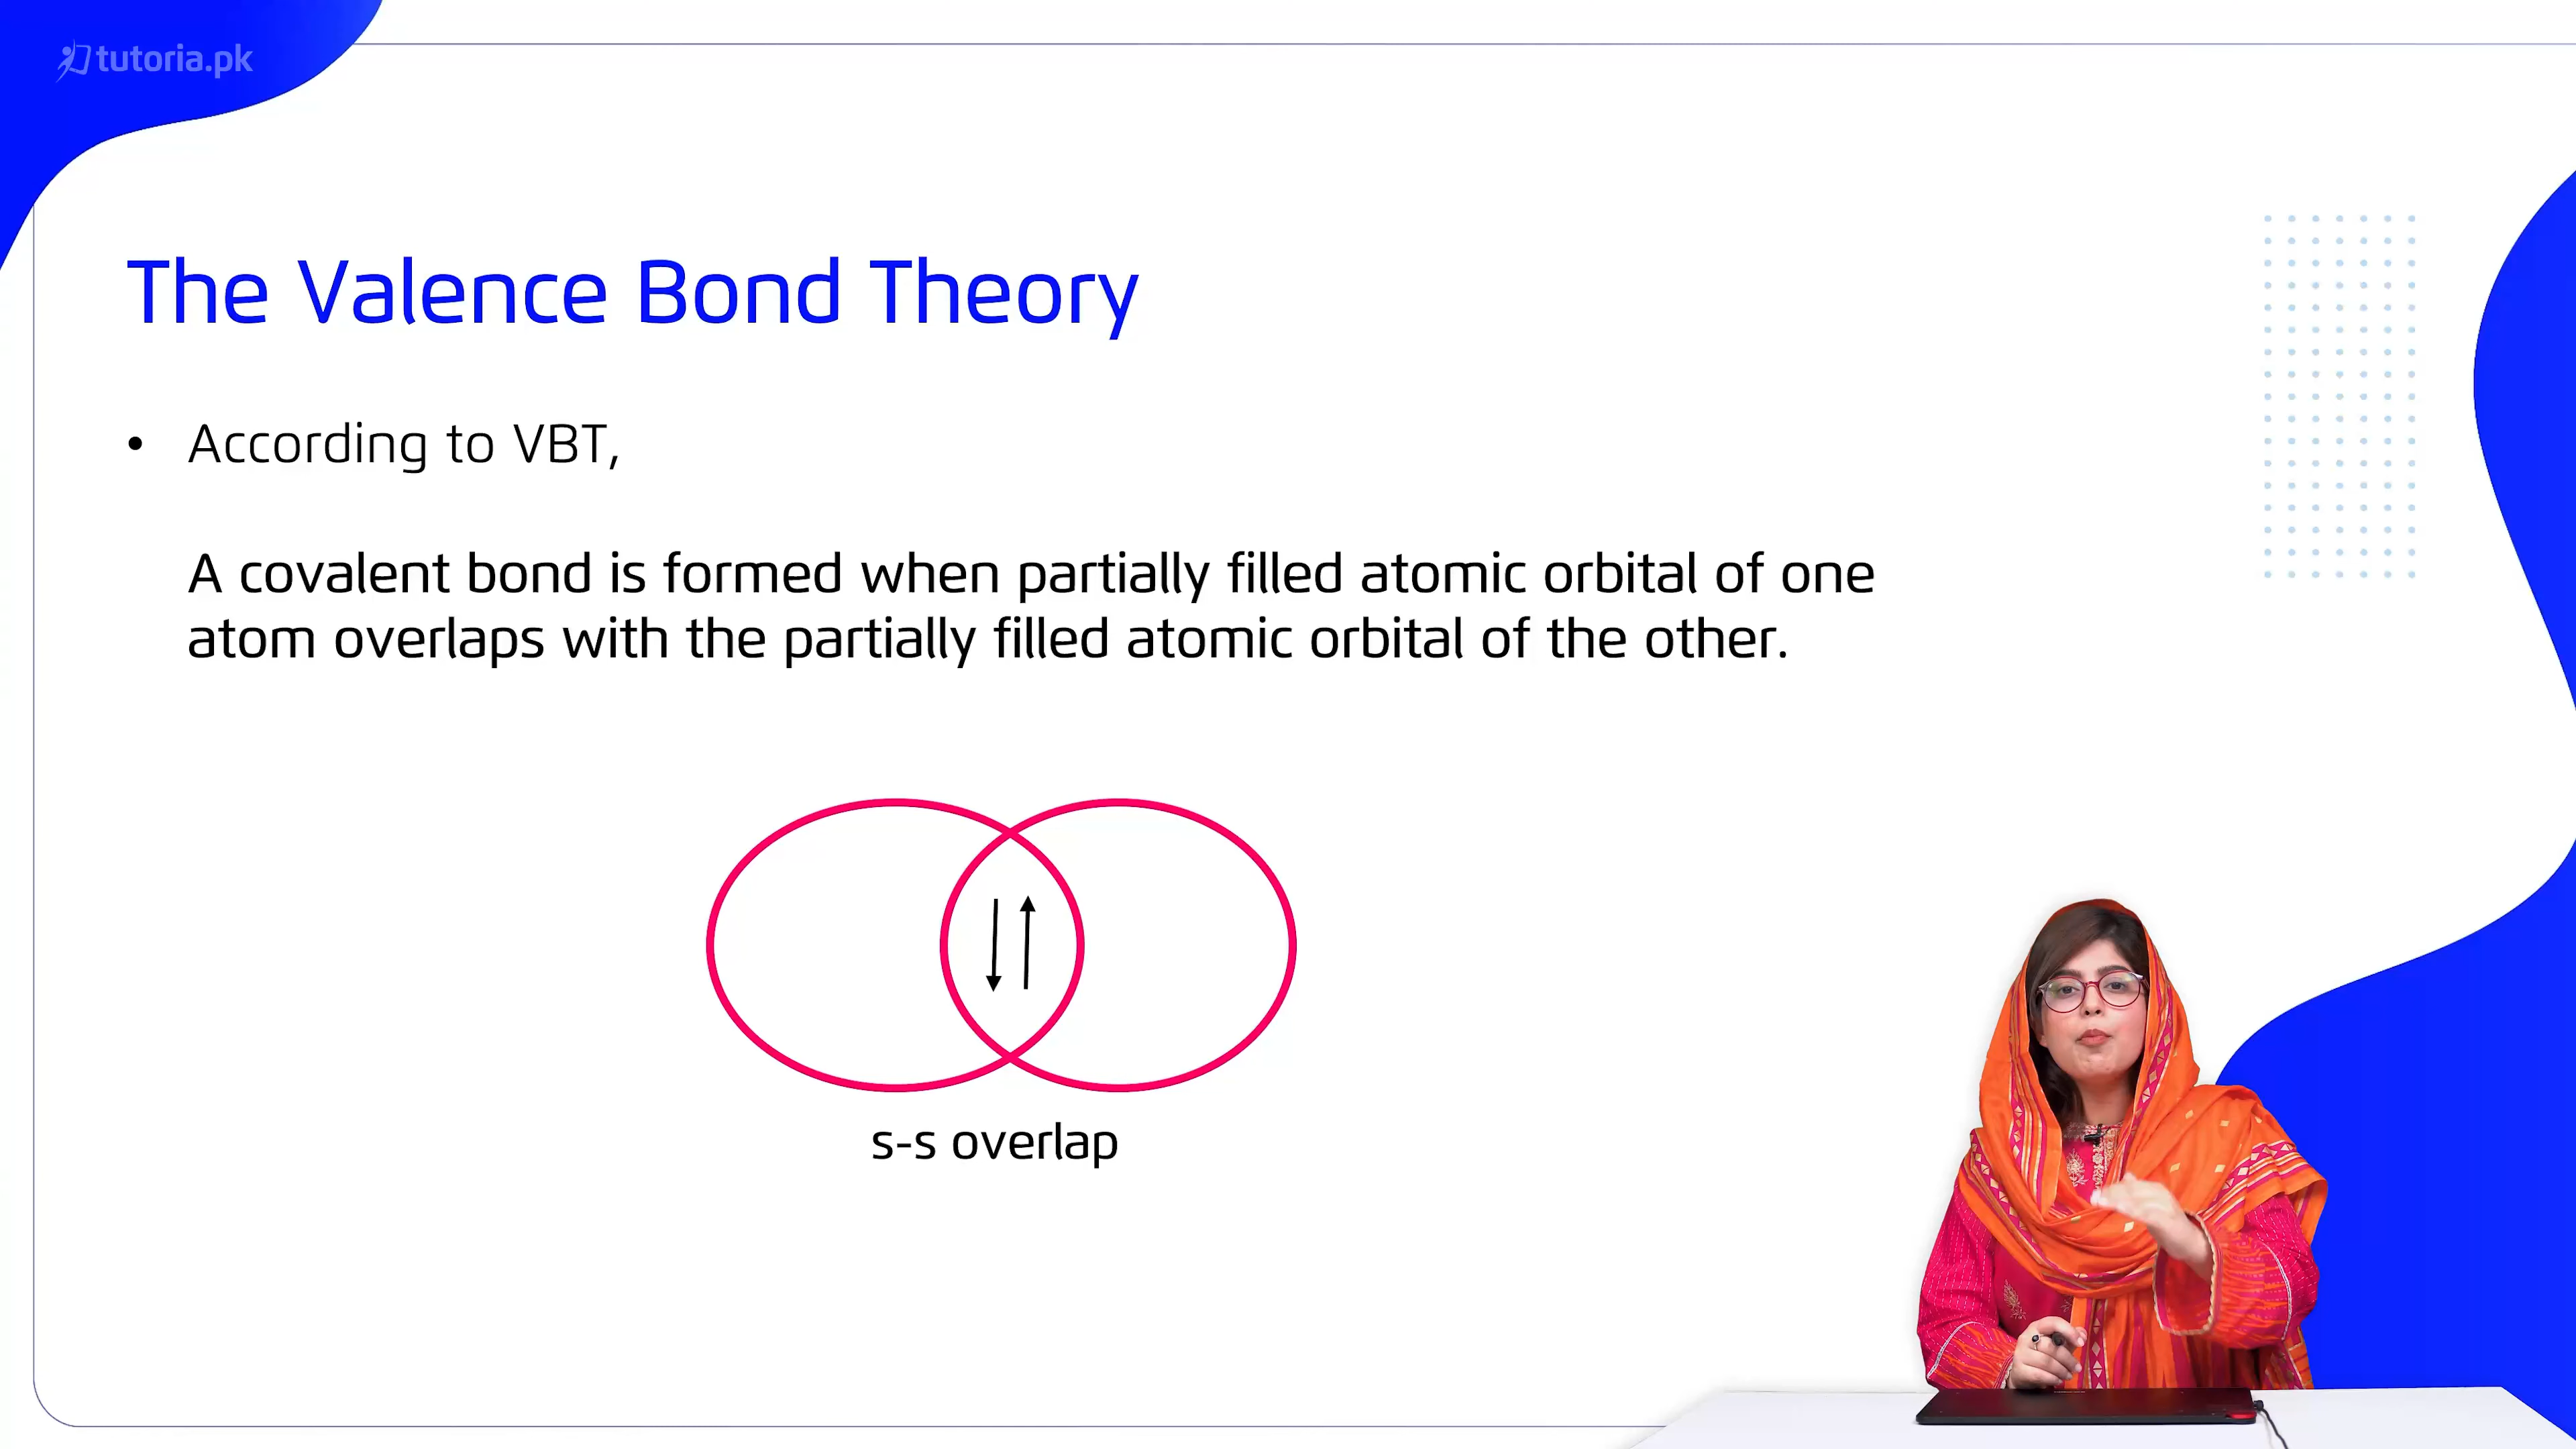 tutoria.pk
The Valence Bond Theory
• According to VBT,
A covalent bond is formed when partially filled atomic orbital of one
atom overlaps with the partially filled atomic orbital of the other.
s-s overlap